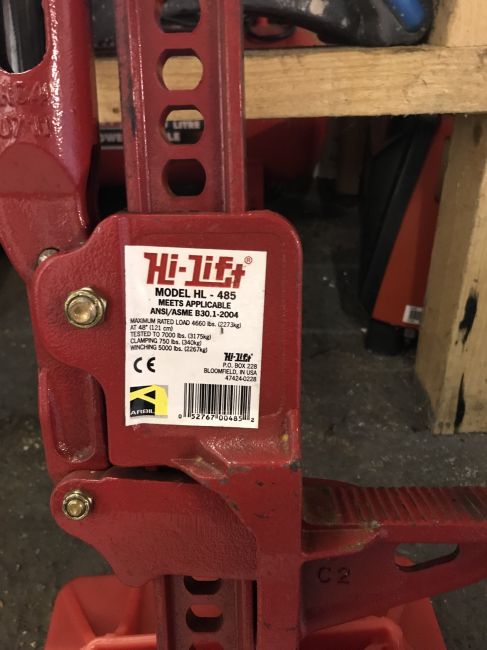 1 LITRE
Hi-Lift®
MODEL HL - 485
MEETS APPLICABLE
ANSI/ASME B30.1-2004
MAXIMUM RATED LOAD 4660 lbs. (2273kg)
AT 48" (121 cm)
TESTED TO 7000 lbs. (3175kg)
CLAMPING 750 lbs. (340kg)
WINCHING 5000 lbs. (2267kg)
CE
Hi-Lift®
P.O. BOX 228
BLOOMFIELD, IN USA
47424-0228
ARBIL
0 52767 00485 2
C2